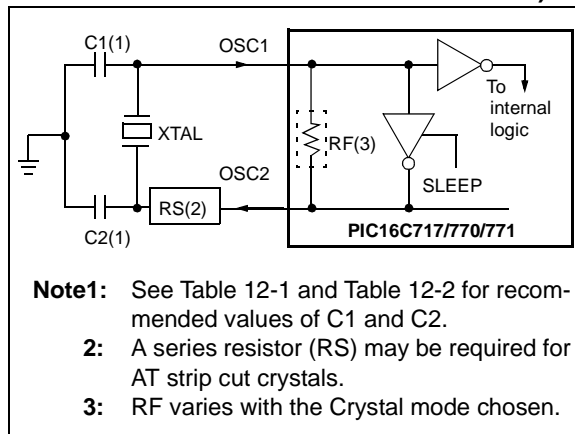 C1(1)
OSC1
To
internal
logic
XTAL
RF(3)
OSC2
SLEEP
RS(2)
C2(1)
PIC16C717/770/771
Note1: See Table 12-1 and Table 12-2 for recom-
mended values of C1 and C2.
2: A series resistor (RS) may be required for
AT strip cut crystals.
3: RF varies with the Crystal mode chosen.